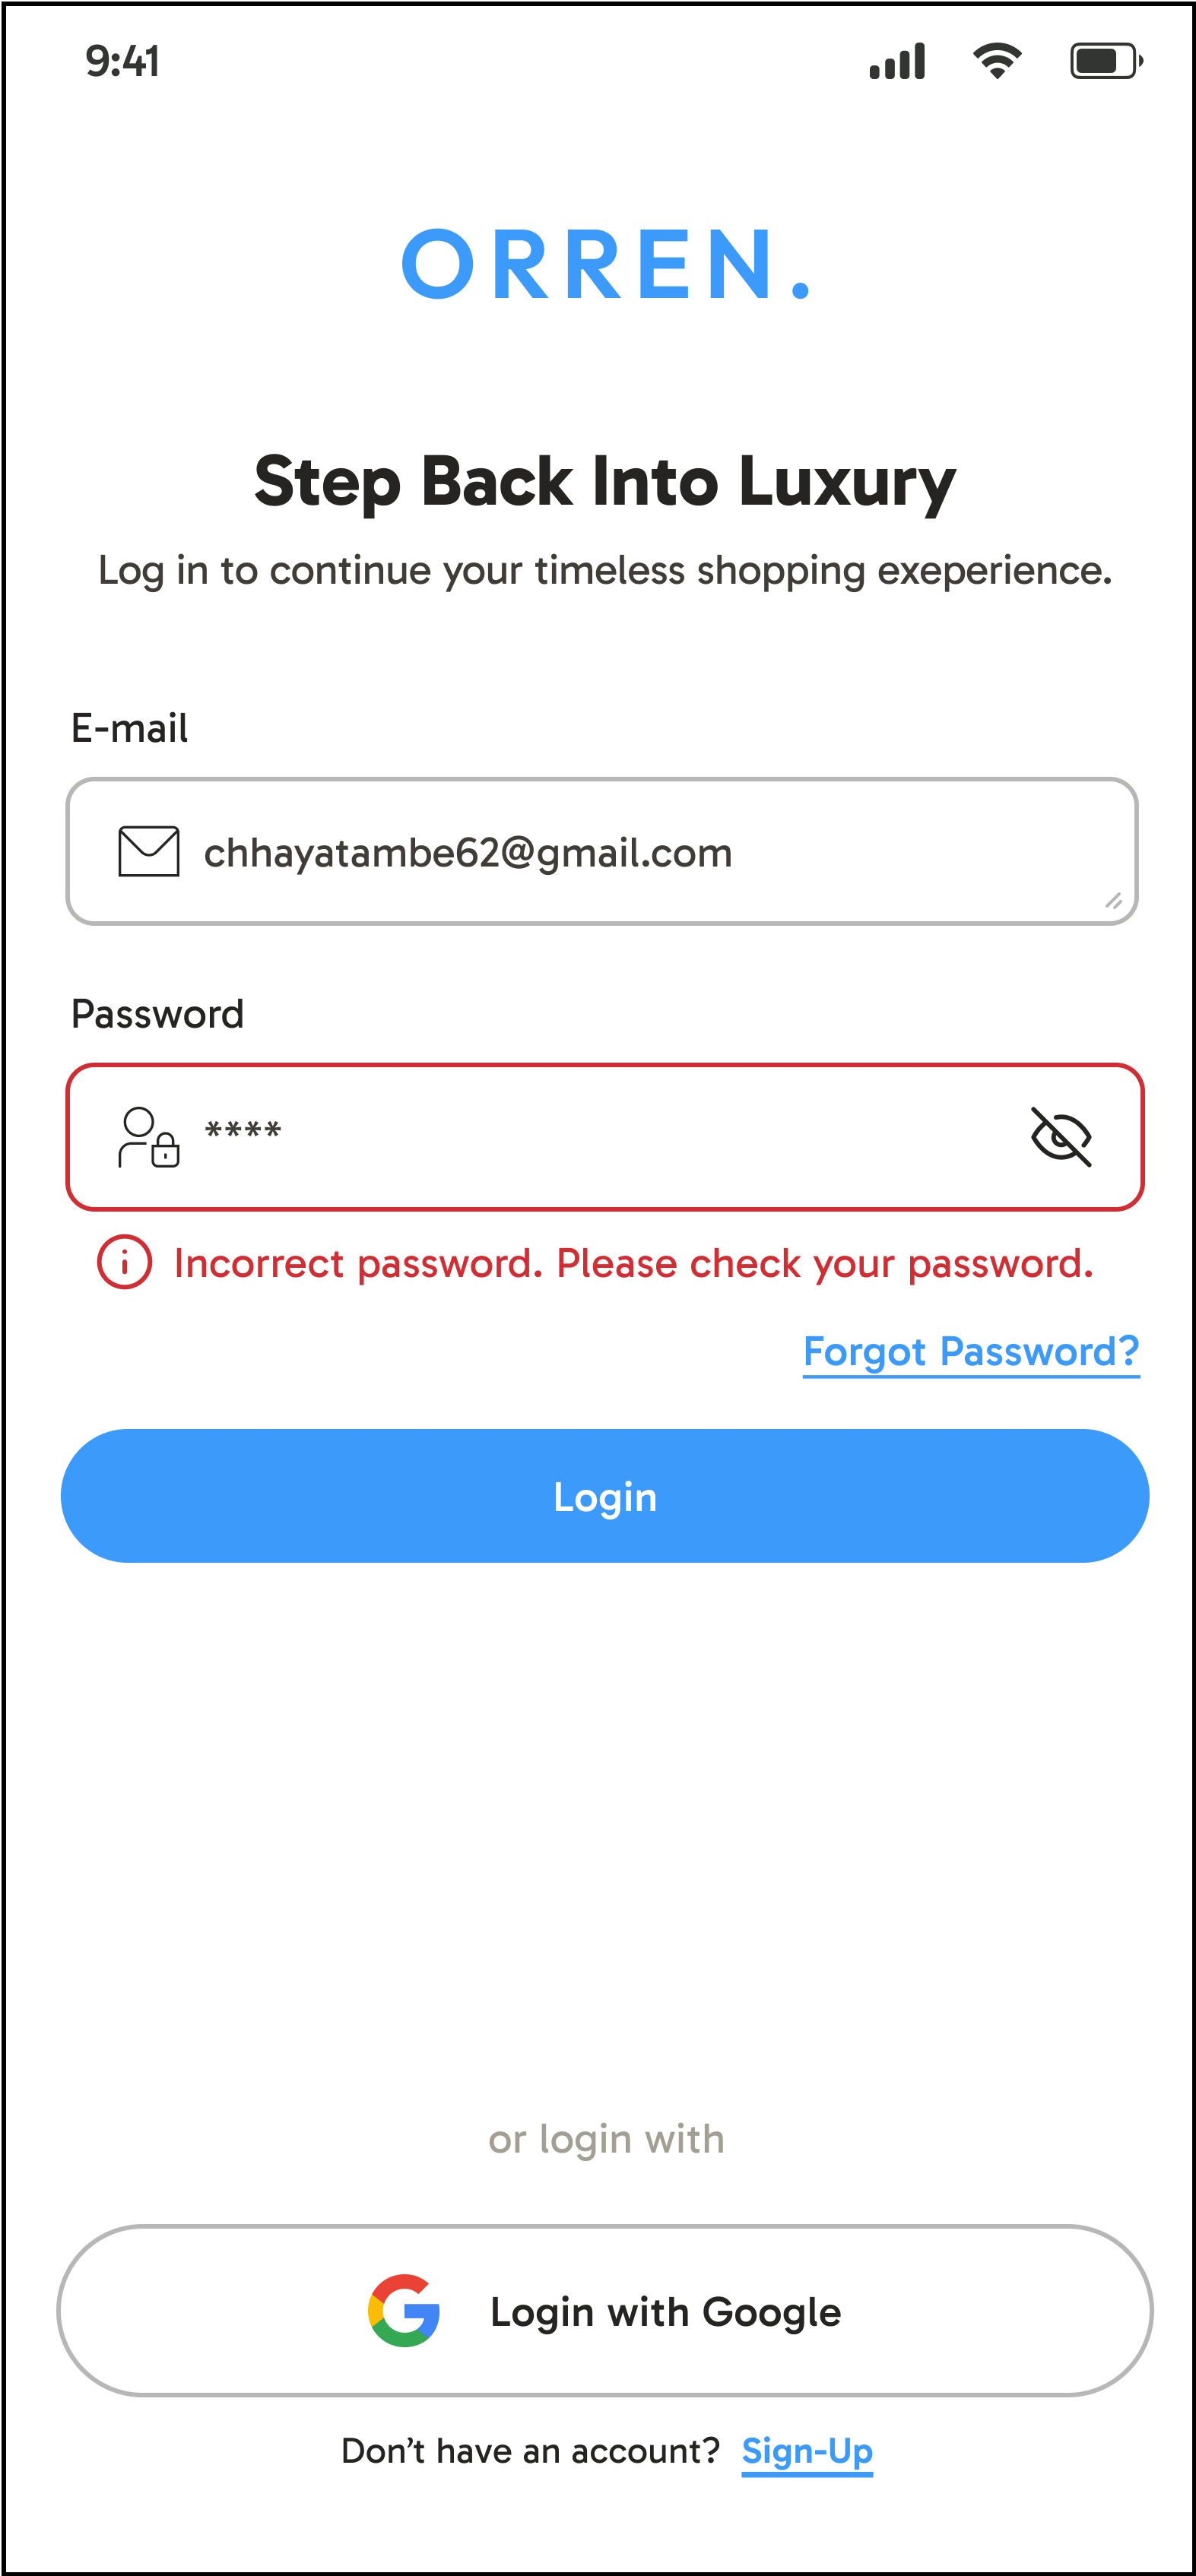 9:41
ORREN.
Step Back Into Luxury
Log in to continue your timeless shopping exeperience.
E-mail
chhayatambe62@gmail.com
Password
****
Incorrect password. Please check your password.
Forgot Password?
Login
or login with
Login with Google
Don’t have an account? Sign-Up